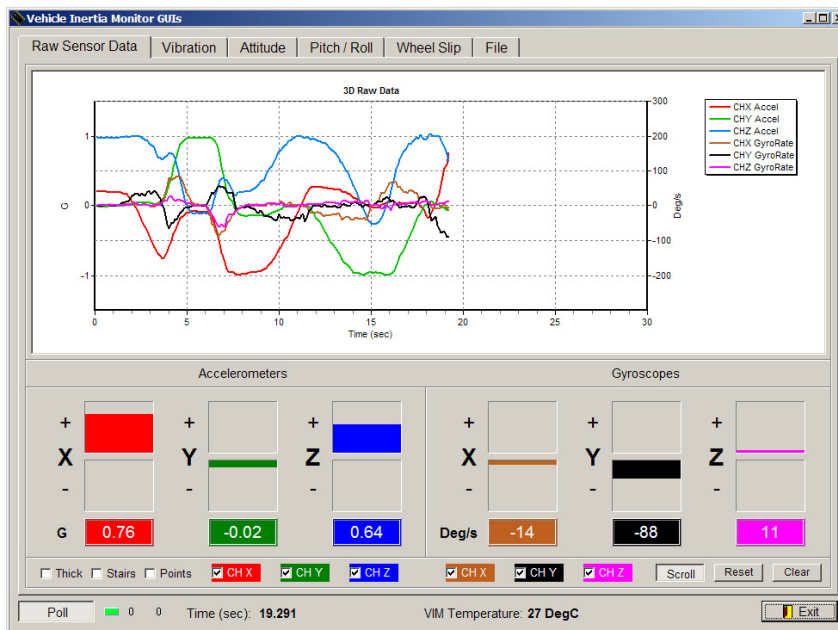 Vehicle Inertia Monitor GUIs
Raw Sensor Data Vibration Attitude Pitch / Roll Wheel Slip File
3D Raw Data
CHX Accel
CHY Accel
CHZ Accel
CHX GyroRate
CHY GyroRate
CHZ GyroRate
300
1 200
100
G 0 0 Deg/s
-100
-1 -200
0 5 10 15 20 25 30
Time (sec)
Accelerometers Gyroscopes
+ + + + + +
X Y Z X Y Z
- - - - - -
G 0.76 -0.02 0.64 Deg/s -14 -88 11
Thick Stairs Points CH X CH Y CH Z CH X CH Y CH Z Scroll Reset Clear
Poll 0 0 Time (sec): 19.291 VIM Temperature: 27 DegC Exit